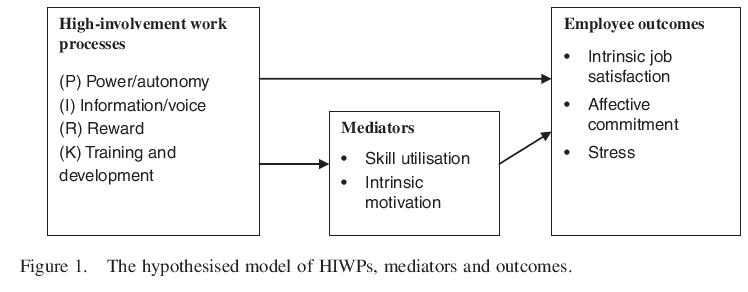 High-involvement work
processes
(P) Power/autonomy
(I) Information/voice
(R) Reward
(K) Training and
development
Mediators
• Skill utilisation
• Intrinsic
motivation
Employee outcomes
• Intrinsic job
satisfaction
• Affective
commitment
• Stress
Figure 1. The hypothesised model of HIWPs, mediators and outcomes.